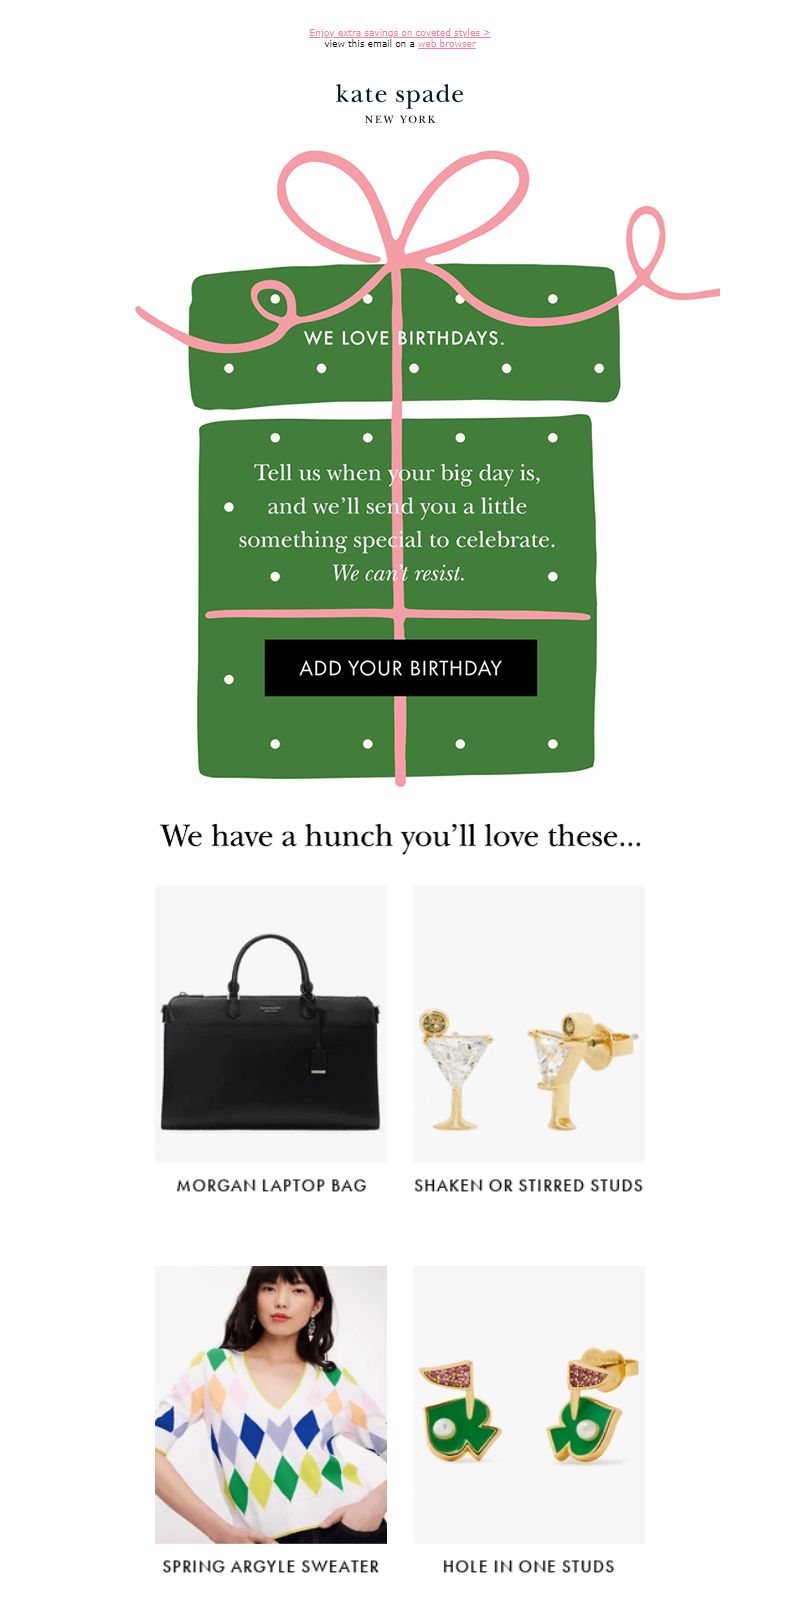 Enjoy extra savings on coveted styles >
view this email on a web browser
kate spade
NEW YORK
WE LOVE BIRTHDAYS.
Tell us when your big day is,
and we'll send you a little
something special to celebrate.
We can't resist.
ADD YOUR BIRTHDAY
We have a hunch you'll love these...
MORGAN LAPTOP BAG
SHAKEN OR STIRRED STUDS
SPRING ARGYLE SWEATER
HOLE IN ONE STUDS